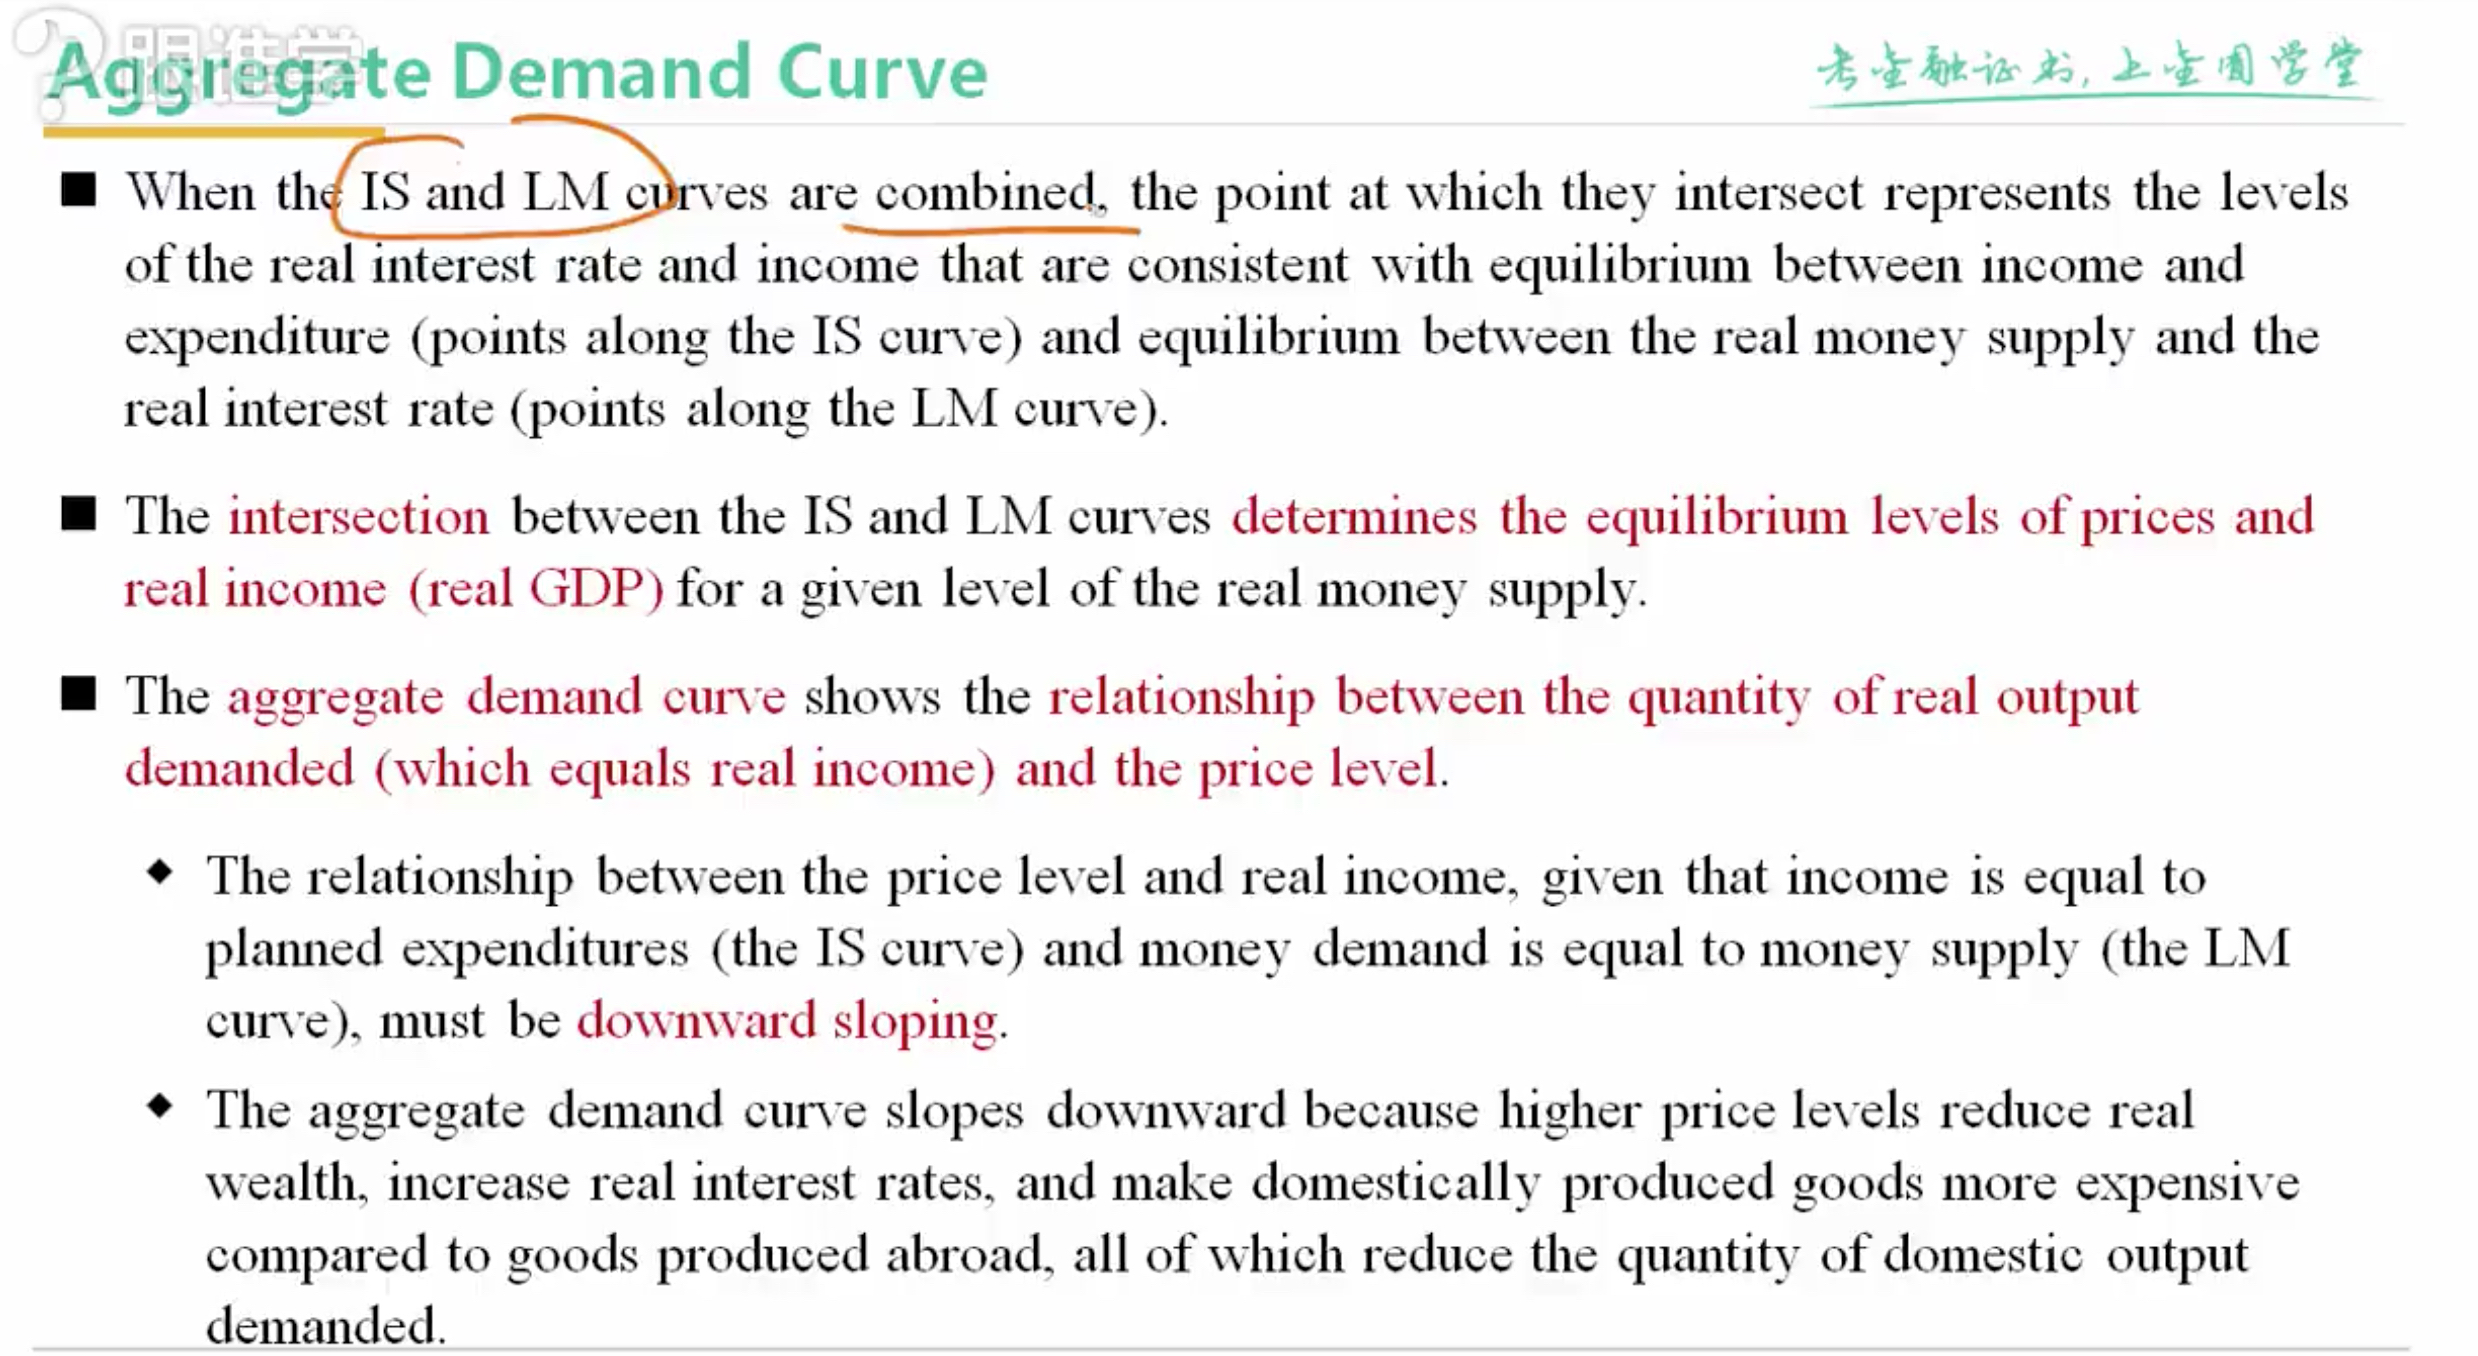 跟谁学
Aggregate Demand Curve
考金融证书,上金囿学堂
■ When the IS and LM curves are combined, the point at which they intersect represents the levels
of the real interest rate and income that are consistent with equilibrium between income and
expenditure (points along the IS curve) and equilibrium between the real money supply and the
real interest rate (points along the LM curve).
■ The intersection between the IS and LM curves determines the equilibrium levels of prices and
real income (real GDP) for a given level of the real money supply.
■ The aggregate demand curve shows the relationship between the quantity of real output
demanded (which equals real income) and the price level.
◆ The relationship between the price level and real income, given that income is equal to
planned expenditures (the IS curve) and money demand is equal to money supply (the LM
curve), must be downward sloping.
◆ The aggregate demand curve slopes downward because higher price levels reduce real
wealth, increase real interest rates, and make domestically produced goods more expensive
compared to goods produced abroad, all of which reduce the quantity of domestic output
demanded.